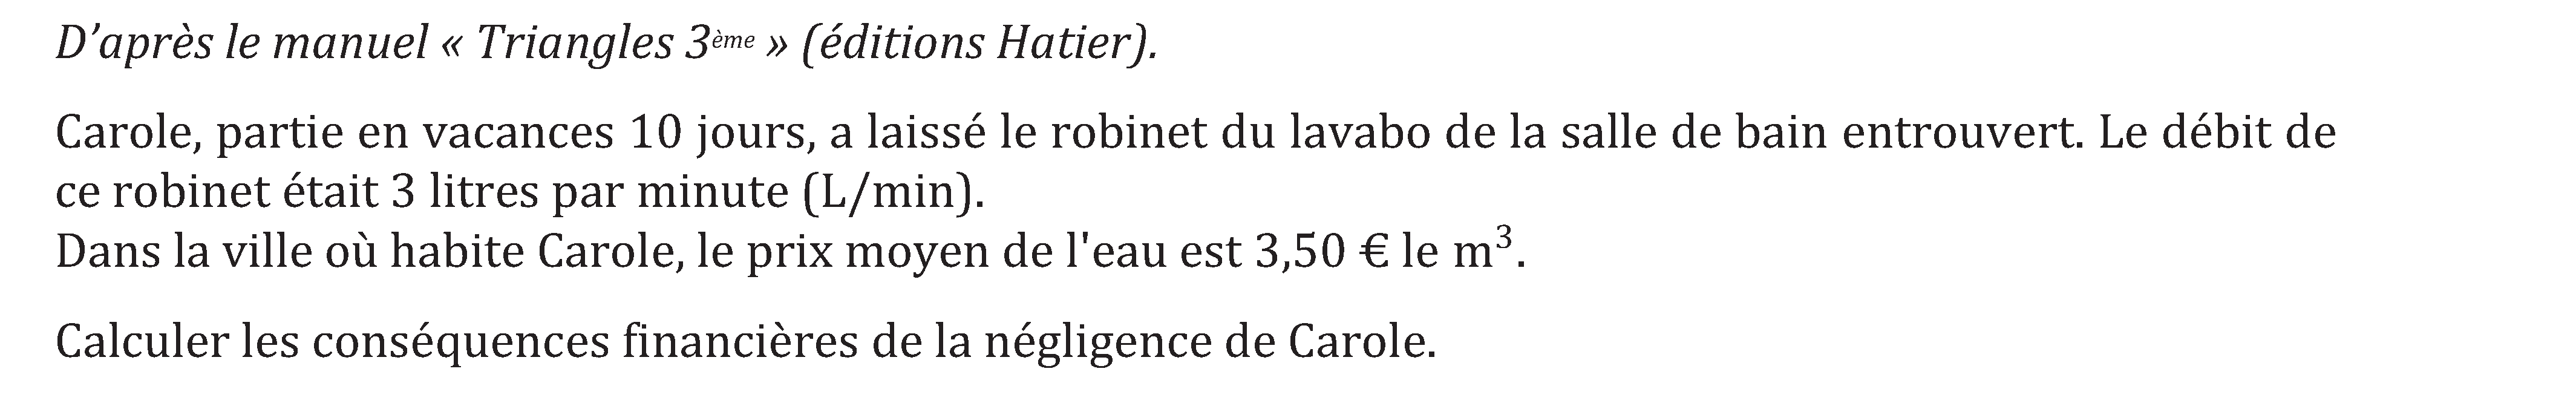 D’après le manuel « Triangles 3ème » (éditions Hatier).
Carole, partie en vacances 10 jours, a laissé le robinet du lavabo de la salle de bain entrouvert. Le débit de
ce robinet était 3 litres par minute (L/min).
Dans la ville où habite Carole, le prix moyen de l'eau est 3,50 € le m³.
Calculer les conséquences financières de la négligence de Carole.